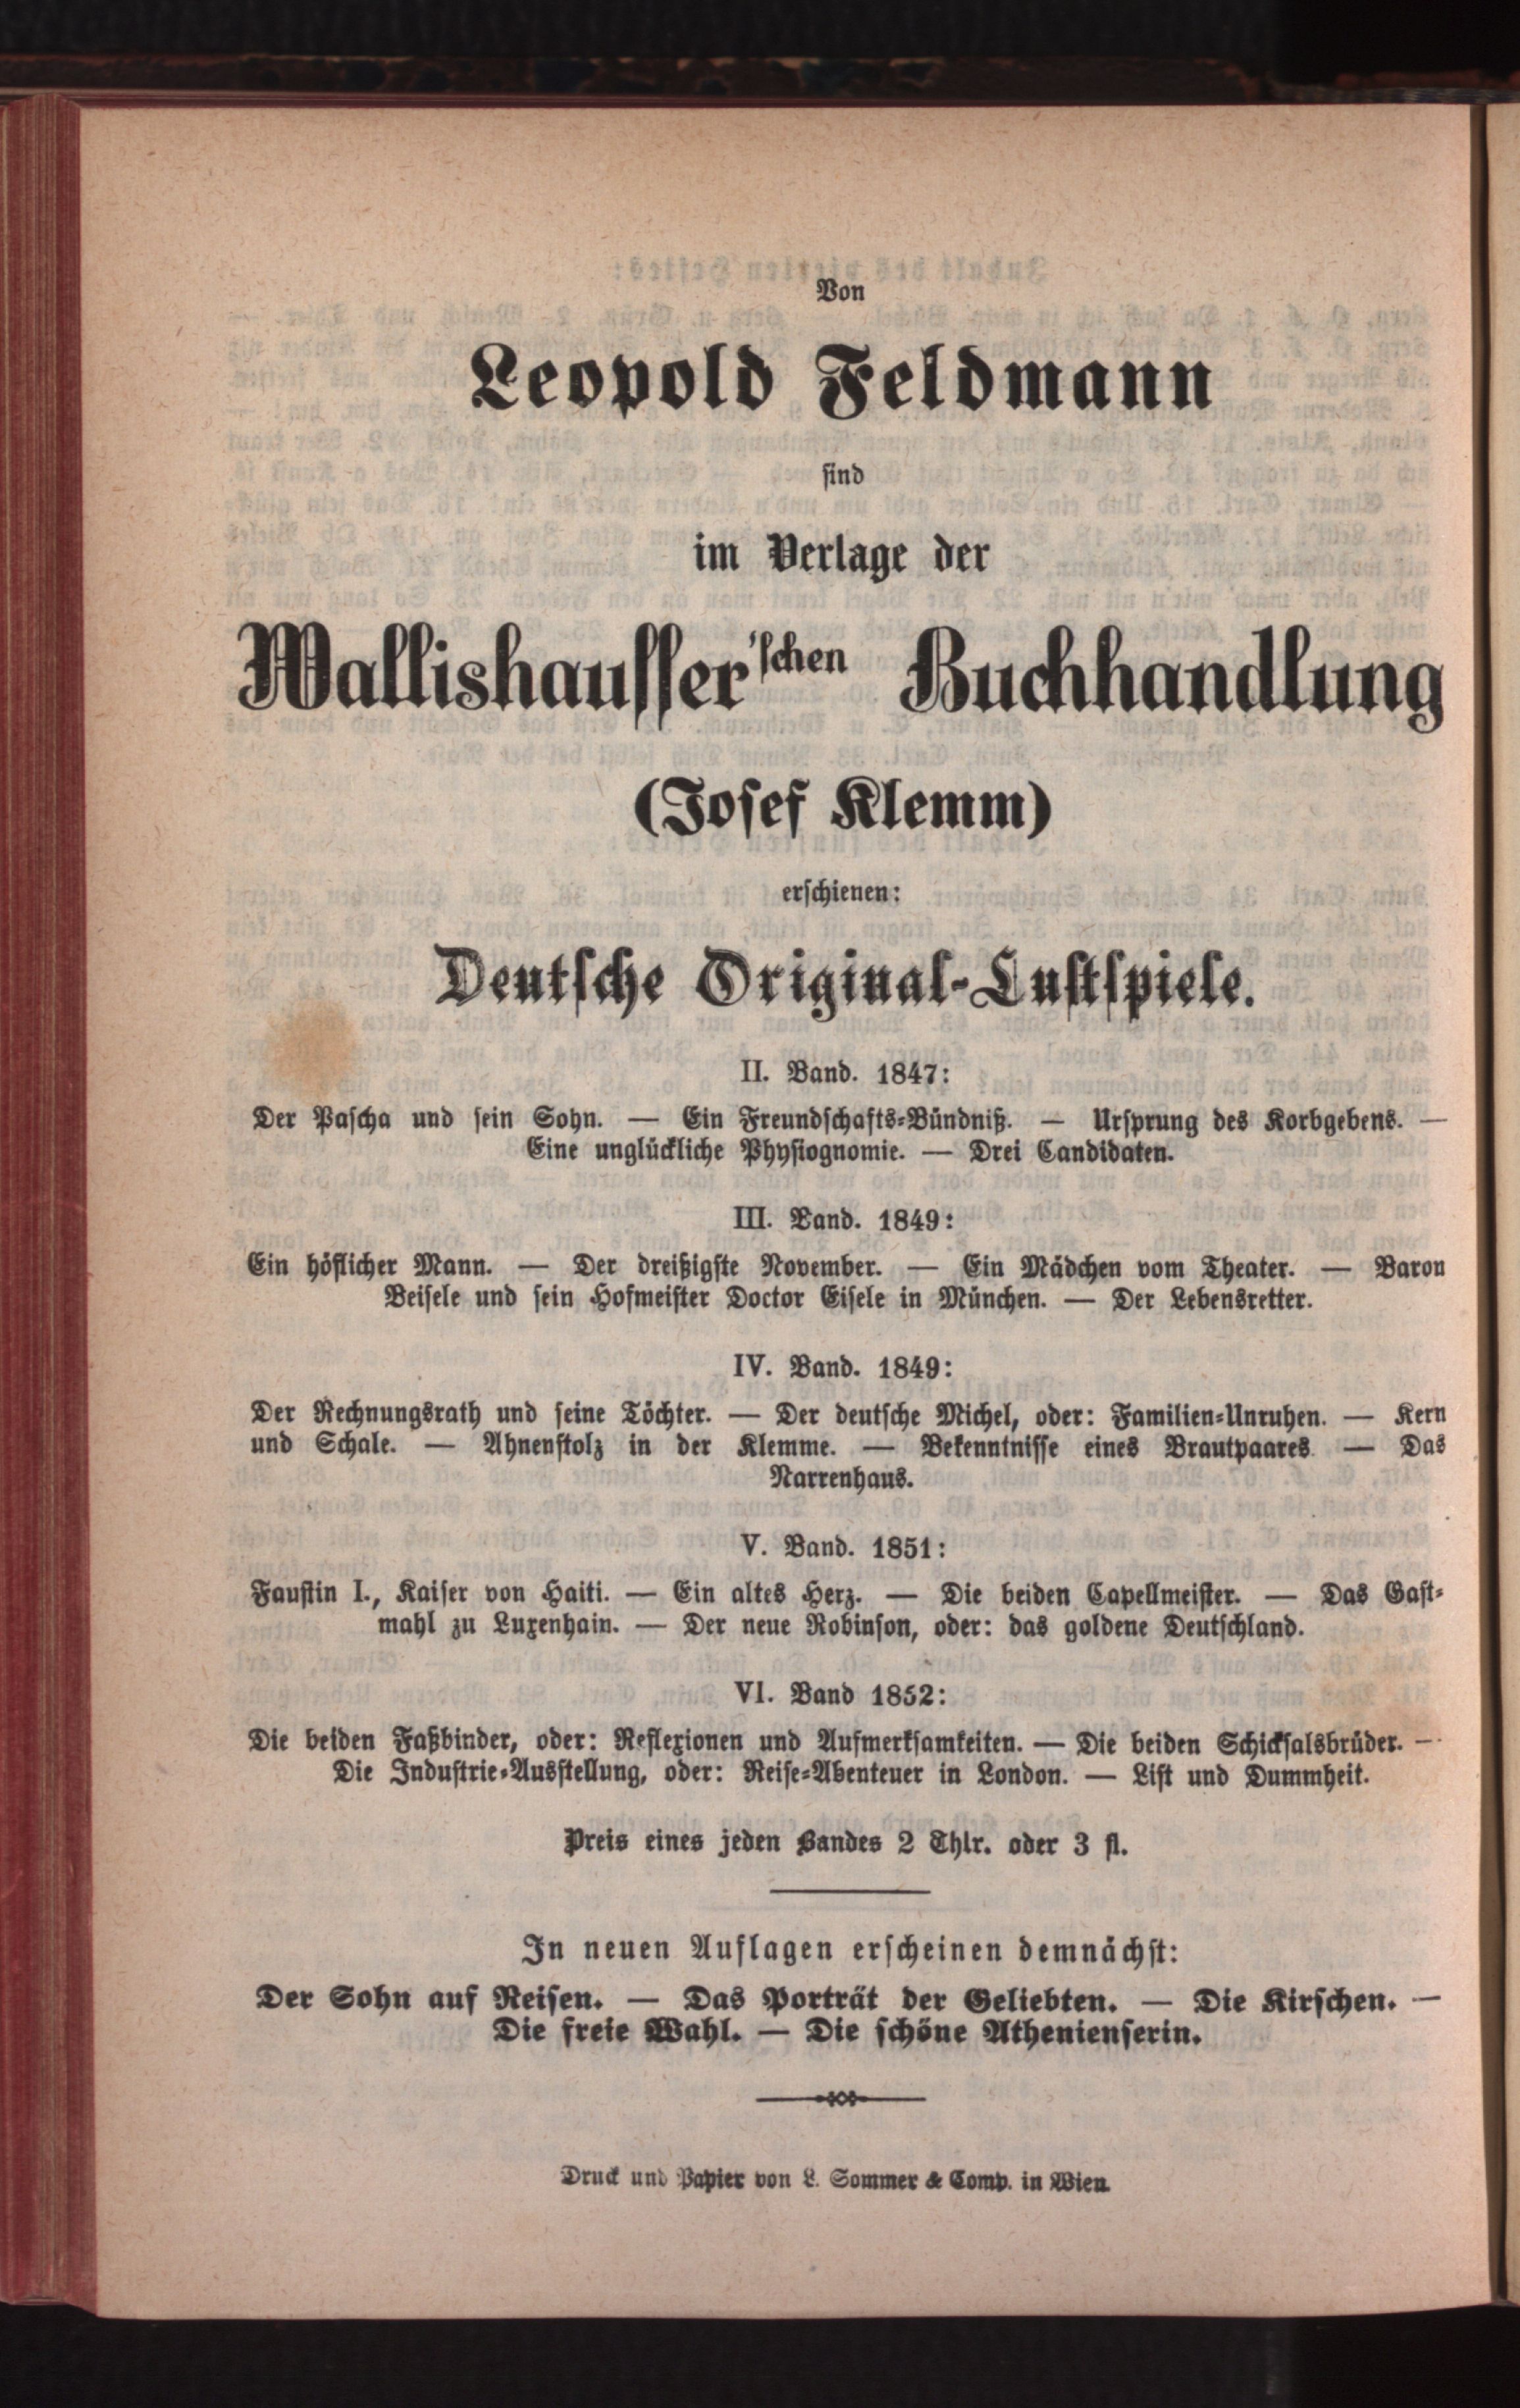 Von
Leopold Feldmann
sind
im Verlage der
Wallishausser'schen Buchhandlung
(Josef Klemm)
erschienen:
Deutsche Original-Lustspiele.
II. Band. 1847:
Der Pascha und sein Sohn. — Ein Freundschafts-Bündniß. — Ursprung des Korbgebens. —
Eine unglückliche Physiognomie. — Drei Candidaten.
III. Band. 1849:
Ein höflicher Mann. — Der dreißigste November. — Ein Mädchen vom Theater. — Baron
Beisele und sein Hofmeister Doctor Eisele in München. — Der Lebensretter.
IV. Band. 1849:
Der Rechnungsrath und seine Töchter. — Der deutsche Michel, oder: Familien-Unruhen. — Kern
und Schale. — Ahnenstolz in der Klemme. — Bekenntnisse eines Brautpaares — Das
Narrenhaus.
V. Band. 1851:
Faustin I., Kaiser von Haiti. — Ein altes Herz. — Die beiden Capellmeister. — Das Gast-
mahl zu Luxenhain. — Der neue Robinson, oder: das goldene Deutschland.
VI. Band 1852:
Die beiden Faßbinder, oder: Reflexionen und Aufmerksamkeiten. — Die beiden Schicksalsbrüder. —
Die Industrie-Ausstellung, oder: Reise-Abenteuer in London. — List und Dummheit.
Preis eines jeden Bandes 2 Thlr. oder 3 fl.
In neuen Auflagen erscheinen demnächst:
Der Sohn auf Reisen. — Das Porträt der Geliebten. — Die Kirschen. —
Die freie Wahl. — Die schöne Athenienserin.
Druck und Papier von L. Sommer & Comp. in Wien.